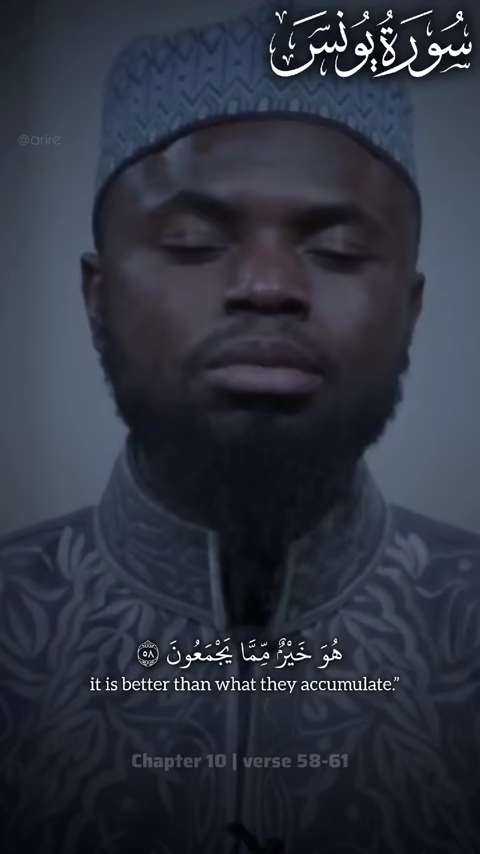 سُورَةُ يُونُسَ
@arire
هُوَ خَيْرٌ مِّمَّا يَجْمَعُونَ ٥٨
it is better than what they accumulate.”
Chapter 10 | verse 58-61